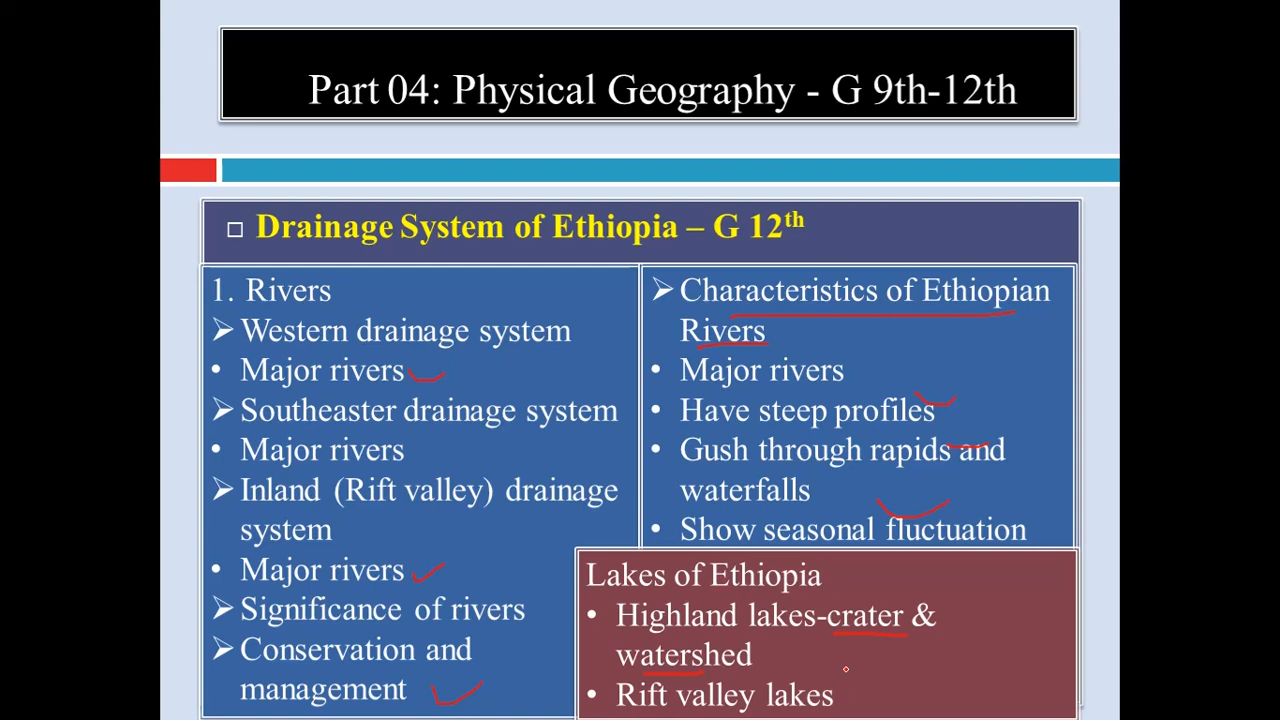 Part 04: Physical Geography - G 9th-12th
Drainage System of Ethiopia – G 12th
1. Rivers
Western drainage system
• Major rivers
Southeaster drainage system
• Major rivers
Inland (Rift valley) drainage
system
• Major rivers
Significance of rivers
Conservation and
management
Characteristics of Ethiopian
Rivers
• Major rivers
• Have steep profiles
• Gush through rapids and
waterfalls
• Show seasonal fluctuation
Lakes of Ethiopia
• Highland lakes-crater &
watershed
• Rift valley lakes